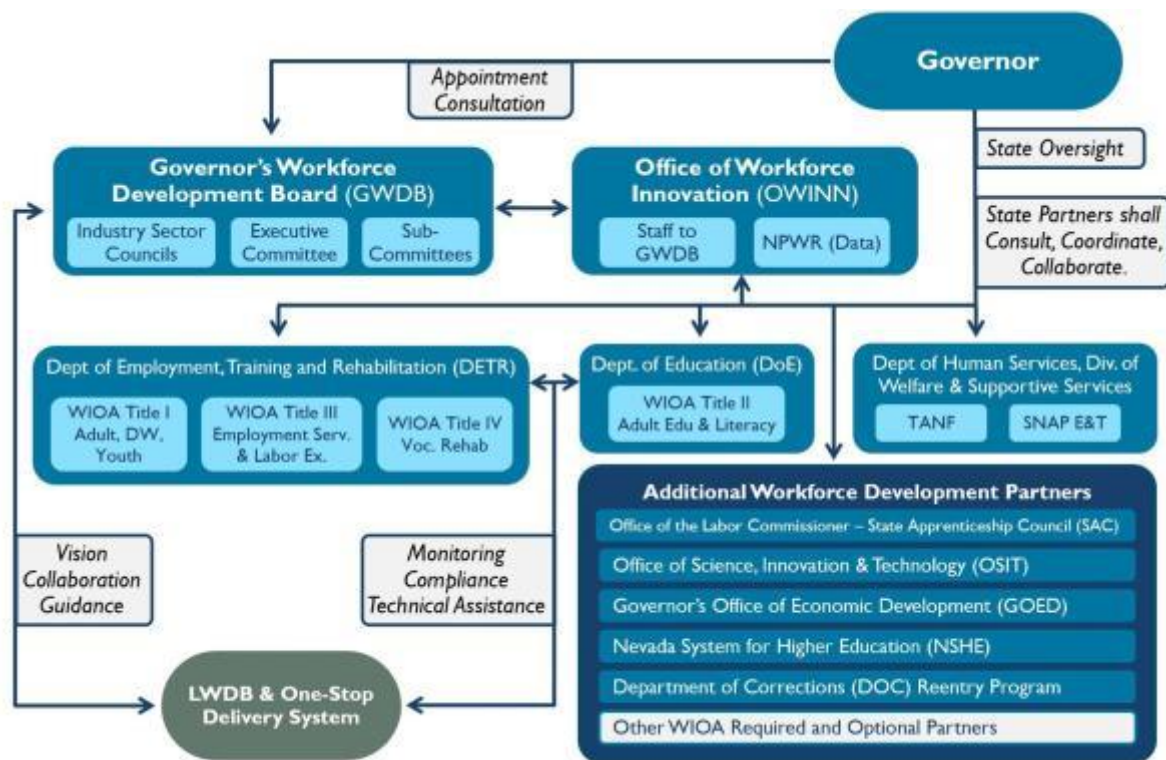 Governor
Appointment
Consultation
State Oversight
State Partners shall
Consult, Coordinate,
Collaborate.
Governor's Workforce
Development Board (GWDB)
Industry Sector
Councils
Executive
Committee
Sub-
Committees
Office of Workforce
Innovation (OWINN)
Staff to
GWDB
NPWR (Data)
Dept of Employment, Training and Rehabilitation (DETR)
WIOA Title I
Adult, DW,
Youth
WIOA Title III
Employment Serv.
& Labor Ex.
WIOA Title IV
Voc. Rehab
Dept. of Education (DoE)
WIOA Title II
Adult Edu & Literacy
Dept of Human Services, Div. of
Welfare & Supportive Services
TANF
SNAP E&T
Vision
Collaboration
Guidance
Monitoring
Compliance
Technical Assistance
LWDB & One-Stop
Delivery System
Additional Workforce Development Partners
Office of the Labor Commissioner – State Apprenticeship Council (SAC)
Office of Science, Innovation & Technology (OSIT)
Governor's Office of Economic Development (GOED)
Nevada System for Higher Education (NSHE)
Department of Corrections (DOC) Reentry Program
Other WIOA Required and Optional Partners